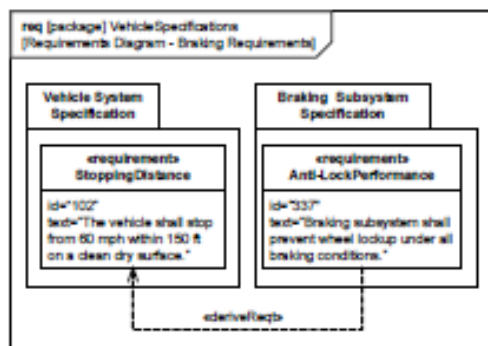 req [package] VehicleSpecifications
[Requirements Diagram - Braking Requirements]
Vehicle System
Specification
Braking Subsystem
Specification
«requirement»
StoppingDistance
id="102"
text="The vehicle shall stop
from 60 mph within 150 ft
on a clean dry surface."
«requirement»
Anti-LockPerformance
id="337"
text="Braking subsystem shall
prevent wheel lockup under all
braking conditions."
«deriveReqt»